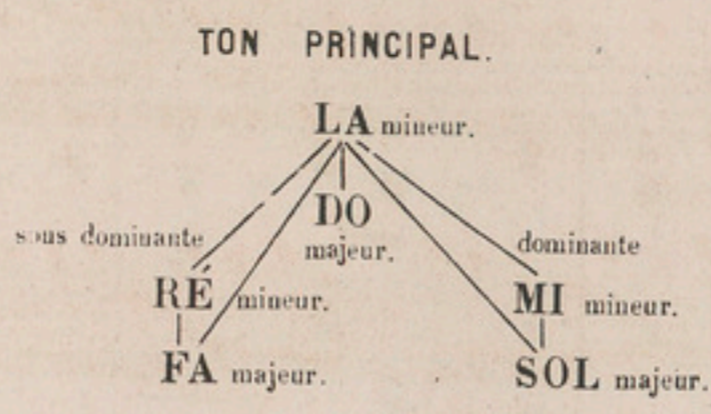 TON PRINCIPAL.
LA mineur.
DO
majeur.
sous dominante
dominante
RÉ mineur.
MI mineur.
FA majeur.
SOL majeur.